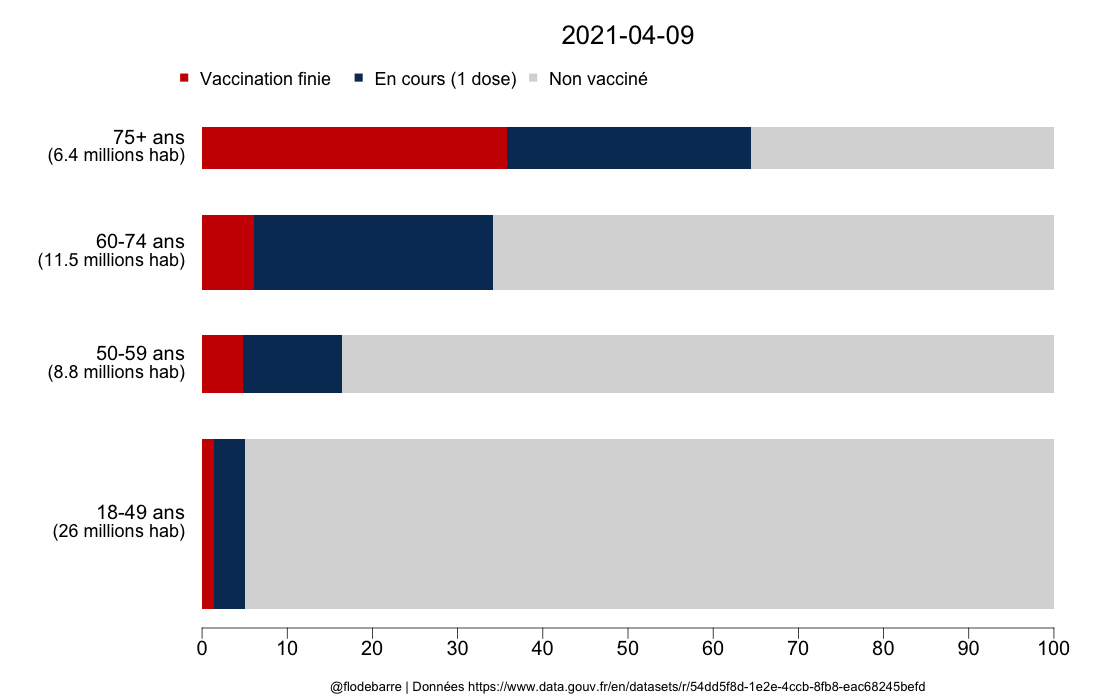 2021-04-09
Vaccination finie En cours (1 dose) Non vacciné
75+ ans
(6.4 millions hab)
60-74 ans
(11.5 millions hab)
50-59 ans
(8.8 millions hab)
18-49 ans
(26 millions hab)
0 10 20 30 40 50 60 70 80 90 100
@flodebarre | Données https://www.data.gouv.fr/en/datasets/r/54dd5f8d-1e2e-4ccb-8fb8-eac68245befd